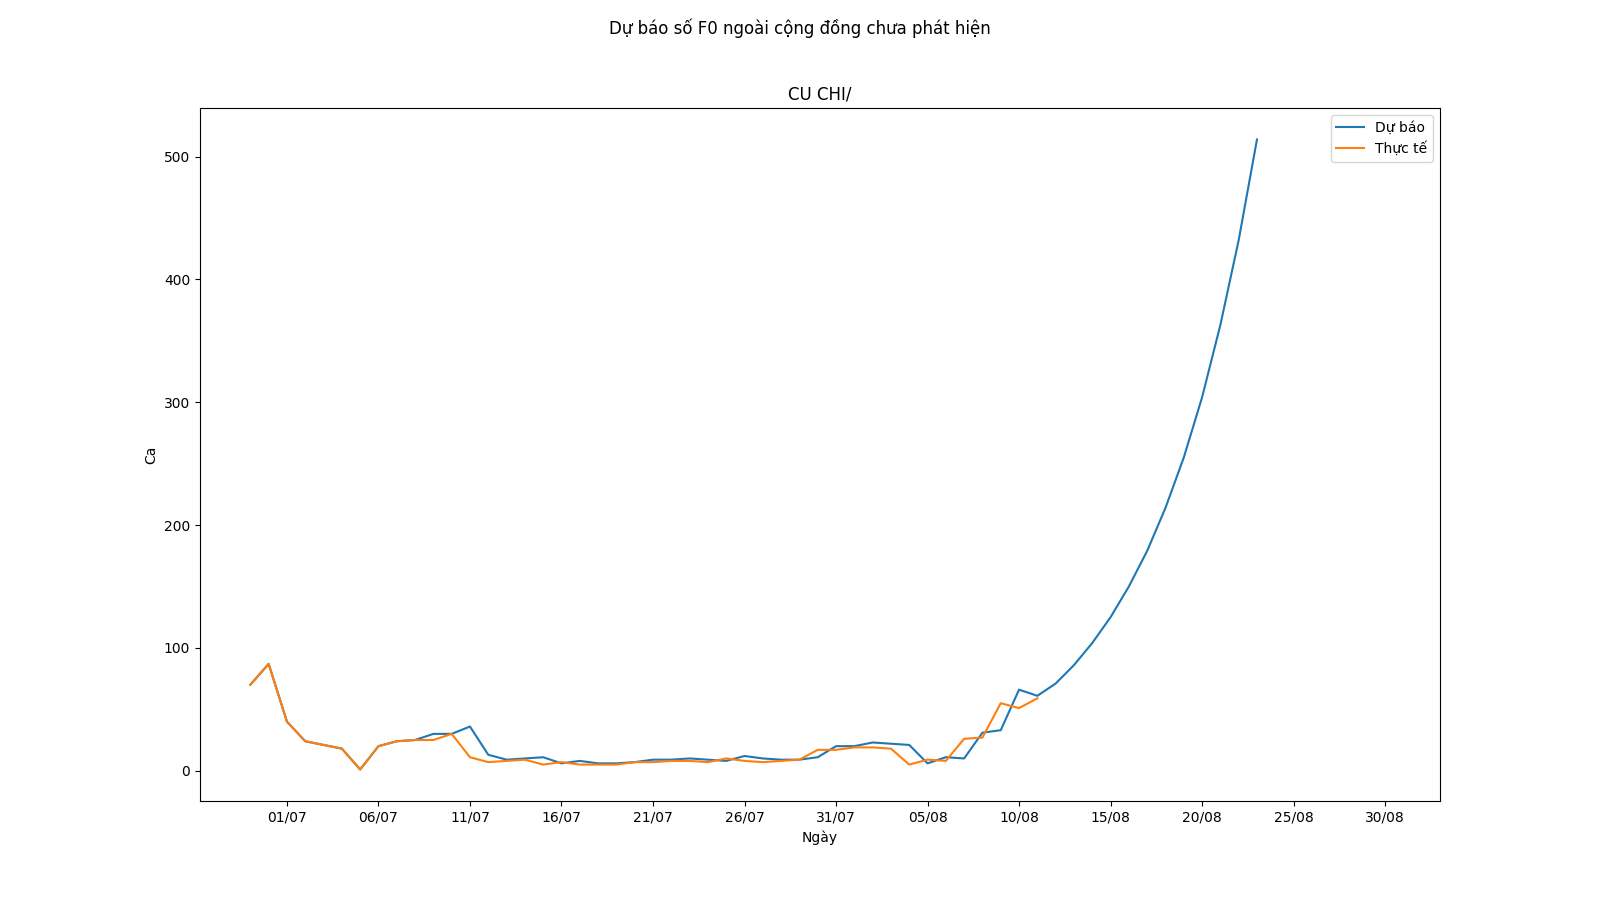 Dự báo số F0 ngoài cộng đồng chưa phát hiện
CU CHI/
Dự báo
Thực tế
500
400
300
200
100
0
Ca
01/07 06/07 11/07 16/07 21/07 26/07 31/07 05/08 10/08 15/08 20/08 25/08 30/08
Ngày